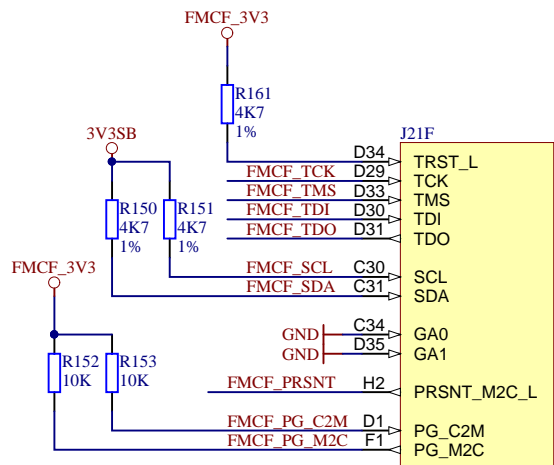 FMCF_3V3
R161
4K7
1%
J21F
3V3SB
D34 TRST_L
FMCF_TCK D29 TCK
FMCF_TMS D33 TMS
R150 R151 FMCF_TDI D30 TDI
4K7 4K7 FMCF_TDO D31 TDO
1% 1%
FMCF_SCL C30 SCL
FMCF_3V3 FMCF_SDA C31 SDA
GND C34 GA0
GND D35 GA1
R152 R153
10K 10K
FMCF_PRSNT H2 PRSNT_M2C_L
FMCF_PG_C2M D1 PG_C2M
FMCF_PG_M2C F1 PG_M2C